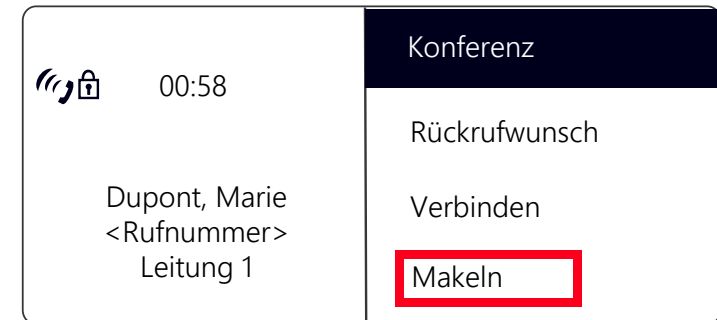 00:58
Dupont, Marie
<Rufnummer>
Leitung 1
Konferenz
Rückrufwunsch
Verbinden
Makeln